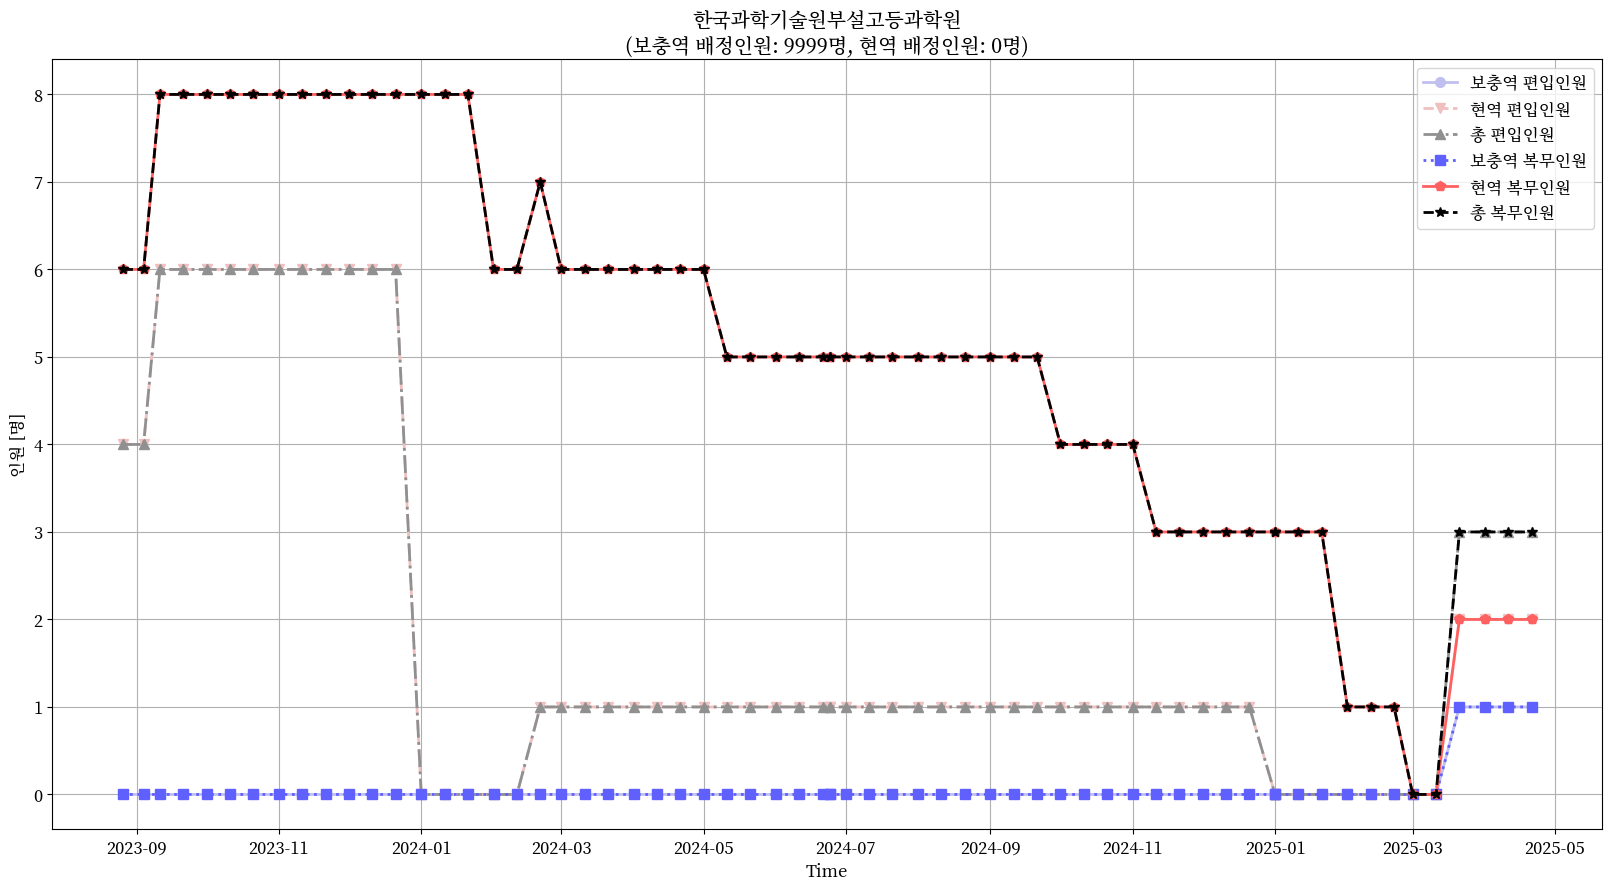 한국과학기술원부설고등과학원
(보충역 배정인원: 9999명, 현역 배정인원: 0명)
보충역 편입인원
현역 편입인원
총 편입인원
보충역 복무인원
현역 복무인원
총 복무인원
인원 [명]
8
7
6
5
4
3
2
1
0
2023-09
2023-11
2024-01
2024-03
2024-05
2024-07
2024-09
2024-11
2025-01
2025-03
2025-05
Time